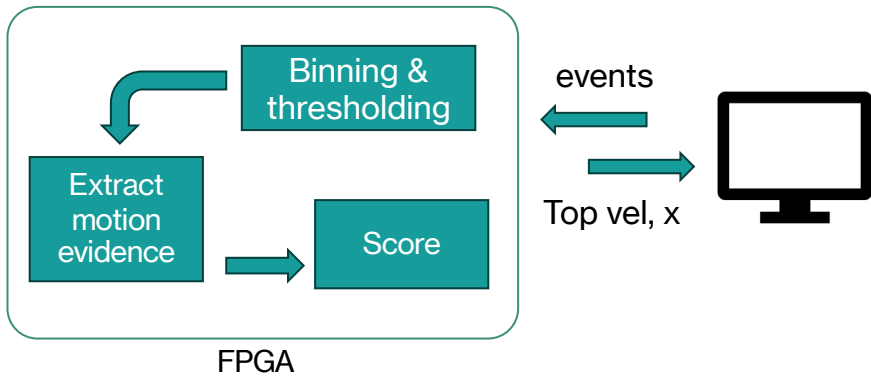 Binning &
thresholding
Extract
motion
evidence
Score
FPGA
events
Top vel, x